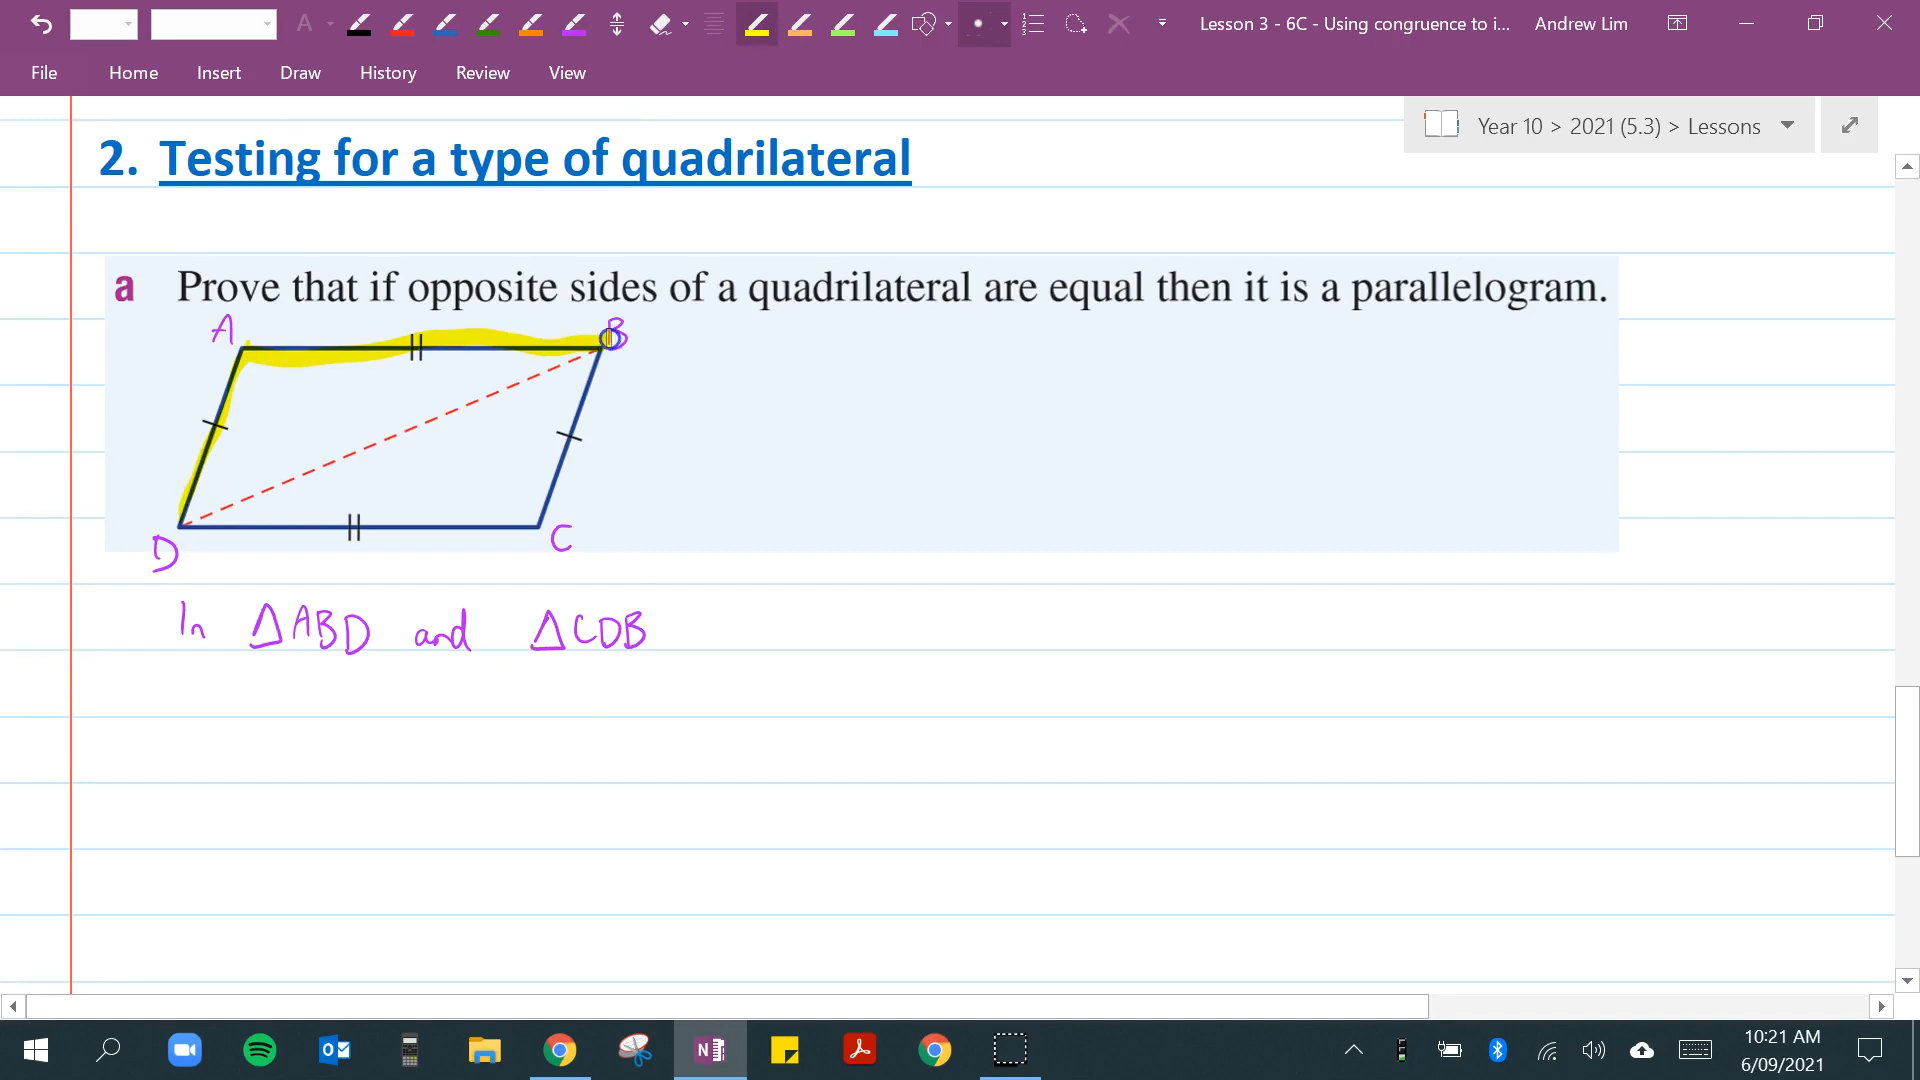 Lesson 3 - 6C - Using congruence to i...
Andrew Lim
File Home Insert Draw History Review View
Year 10 > 2021 (5.3) > Lessons
2. Testing for a type of quadrilateral
a Prove that if opposite sides of a quadrilateral are equal then it is a parallelogram.
A B
D C
In △ABD and △CDB
10:21 AM
6/09/2021